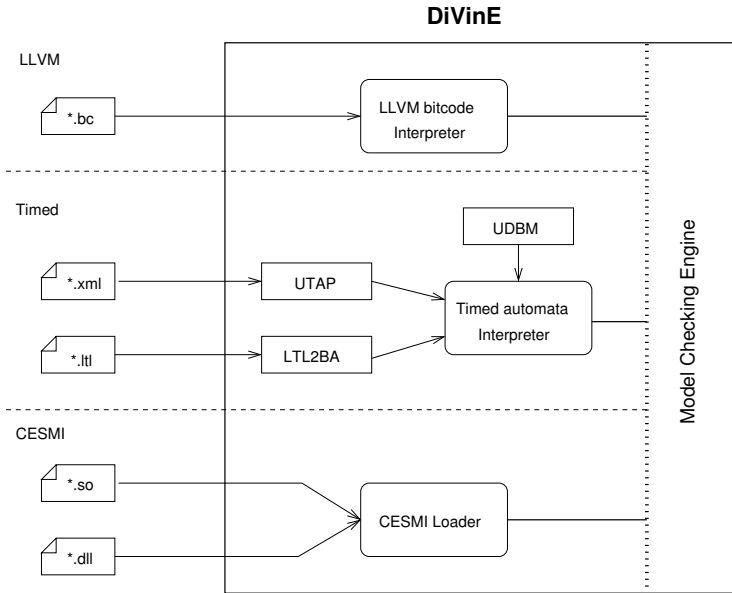 DiVinE
LLVM
*.bc
LLVM bitcode
Interpreter
Timed
UDBM
*.xml
UTAP
Timed automata
Interpreter
*.ltl
LTL2BA
Model Checking Engine
CESMI
*.so
CESMI Loader
*.dll